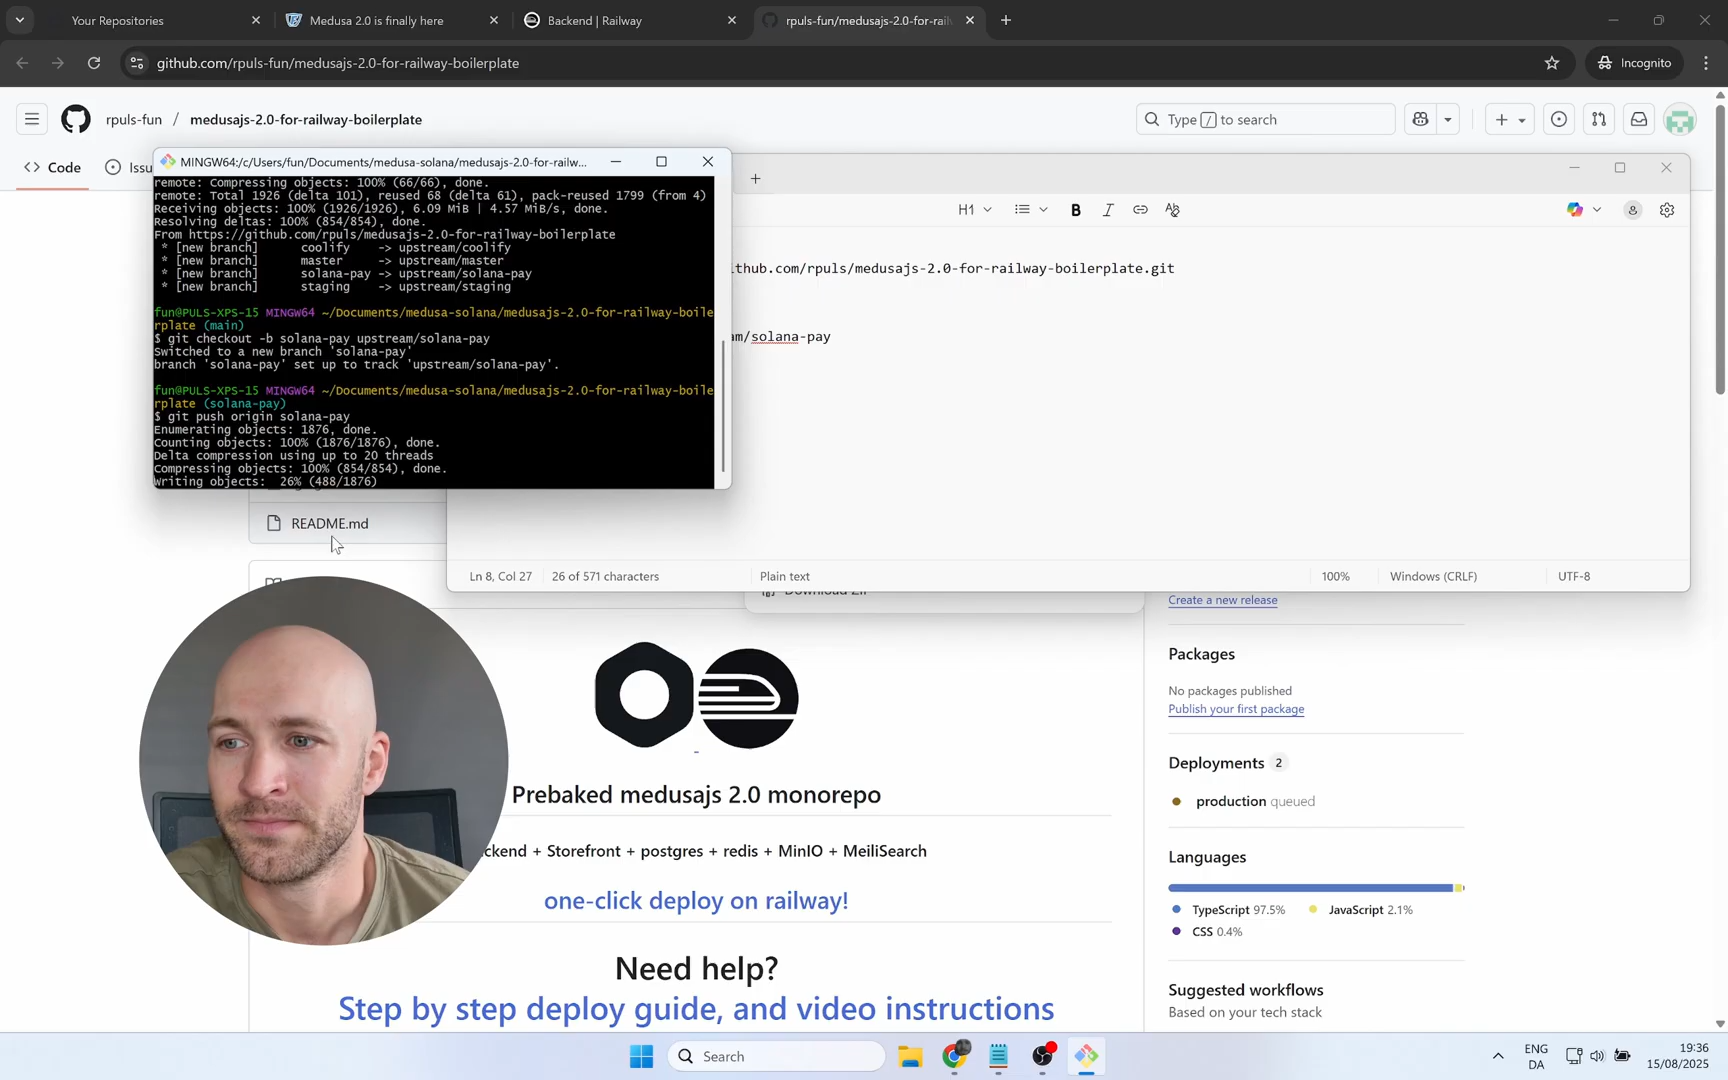 Your Repositories
Medusa 2.0 is finally here
Backend | Railway
rpuls-fun/medusajs-2.0-for-rail
github.com/rpuls-fun/medusajs-2.0-for-railway-boilerplate
Incognito
rpuls-fun / medusajs-2.0-for-railway-boilerplate
Type / to search
Code
Issu
MINGW64:/c/Users/fun/Documents/medusa-solana/medusajs-2.0-for-railw...
remote: Compressing objects: 100% (66/66), done.
remote: Total 1926 (delta 101), reused 68 (delta 61), pack-reused 1799 (from 4)
Receiving objects: 100% (1926/1926), 6.09 MiB | 4.57 MiB/s, done.
Resolving deltas: 100% (854/854), done.
From https://github.com/rpuls/medusajs-2.0-for-railway-boilerplate
* [new branch] coolify -> upstream/coolify
* [new branch] master -> upstream/master
* [new branch] solana-pay -> upstream/solana-pay
* [new branch] staging -> upstream/staging
fun@PULS-XPS-15 MINGW64 ~/Documents/medusa-solana/medusajs-2.0-for-railway-boile
rplate (main)
$ git checkout -b solana-pay upstream/solana-pay
Switched to a new branch 'solana-pay'
branch 'solana-pay' set up to track 'upstream/solana-pay'.
fun@PULS-XPS-15 MINGW64 ~/Documents/medusa-solana/medusajs-2.0-for-railway-boile
rplate (solana-pay)
$ git push origin solana-pay
Enumerating objects: 1876, done.
Counting objects: 100% (1876/1876), done.
Delta compression using up to 20 threads
Compressing objects: 100% (854/854), done.
Writing objects: 26% (488/1876)
H1
B
I
ithub.com/rpuls/medusajs-2.0-for-railway-boilerplate.git
am/solana-pay
Ln 8, Col 27
26 of 571 characters
Plain text
100%
Windows (CRLF)
UTF-8
README.md
Download ZIP
Create a new release
Packages
No packages published
Publish your first package
Deployments 2
production queued
Languages
TypeScript 97.5%
JavaScript 2.1%
CSS 0.4%
Suggested workflows
Based on your tech stack
Prebaked medusajs 2.0 monorepo
ckend + Storefront + postgres + redis + MinIO + MeiliSearch
one-click deploy on railway!
Need help?
Step by step deploy guide, and video instructions
Search
ENG
DA
19:36
15/08/2025